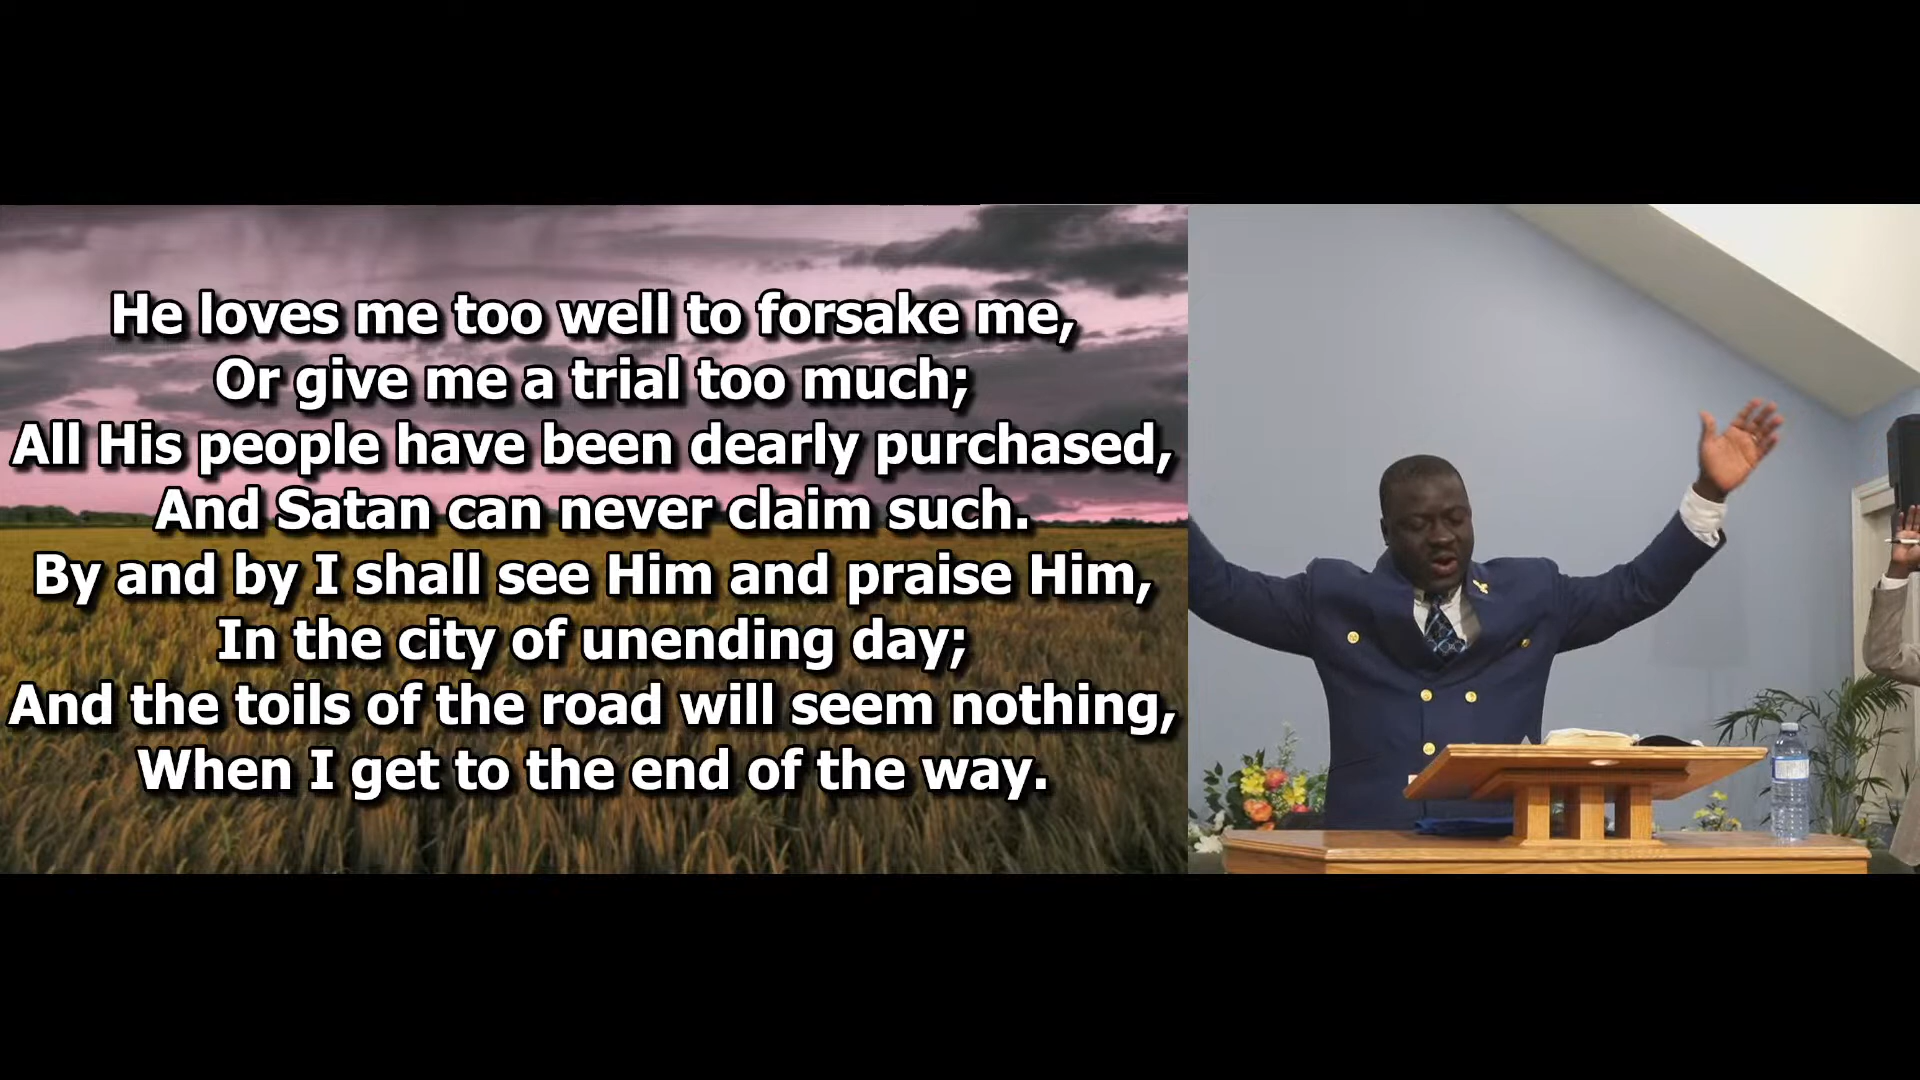 He loves me too well to forsake me,
Or give me a trial too much;
All His people have been dearly purchased,
And Satan can never claim such.
By and by I shall see Him and praise Him,
In the city of unending day;
And the toils of the road will seem nothing,
When I get to the end of the way.